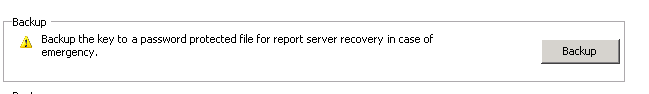 Backup
Backup the key to a password protected file for report server recovery in case of
emergency.
Backup